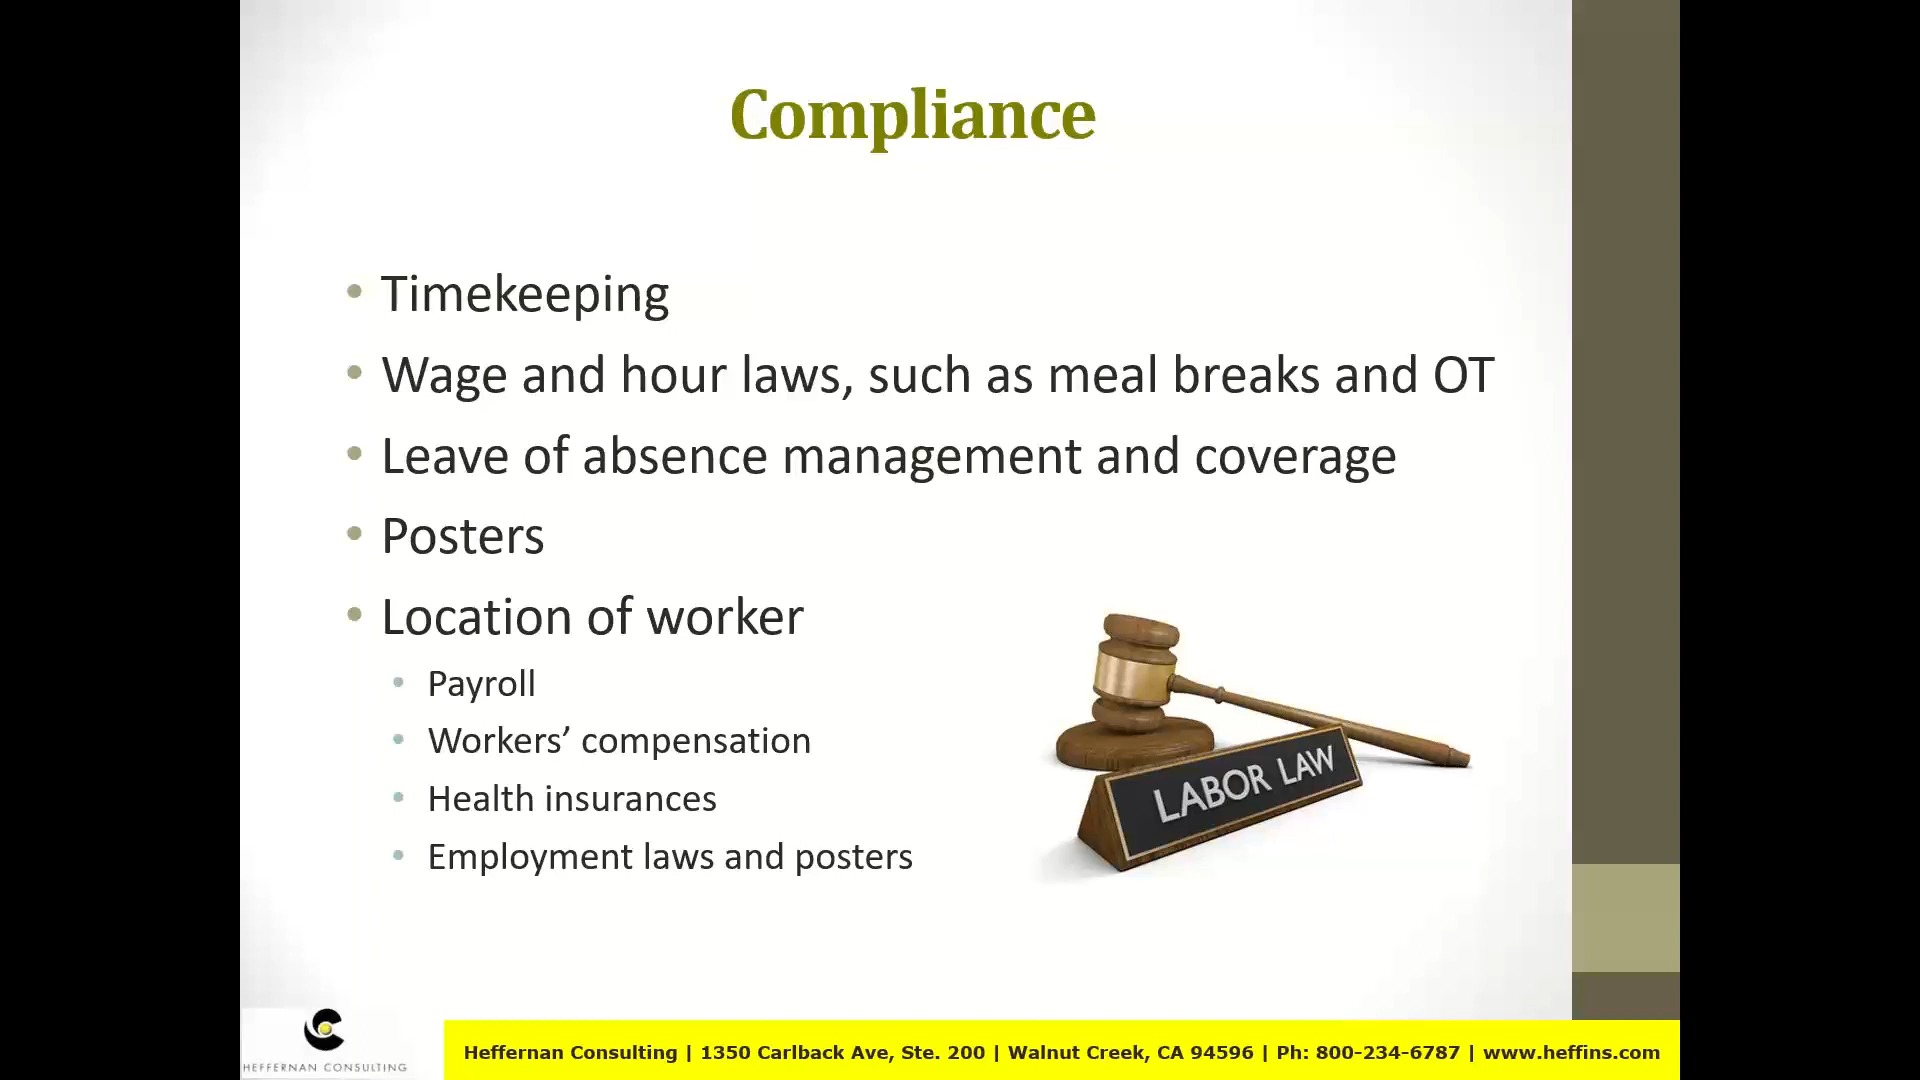 Compliance
• Timekeeping
• Wage and hour laws, such as meal breaks and OT
• Leave of absence management and coverage
• Posters
• Location of worker
• Payroll
• Workers’ compensation
• Health insurances
• Employment laws and posters
LABOR LAW
HEFFERNAN CONSULTING
Heffernan Consulting | 1350 Carlback Ave, Ste. 200 | Walnut Creek, CA 94596 | Ph: 800-234-6787 | www.heffins.com